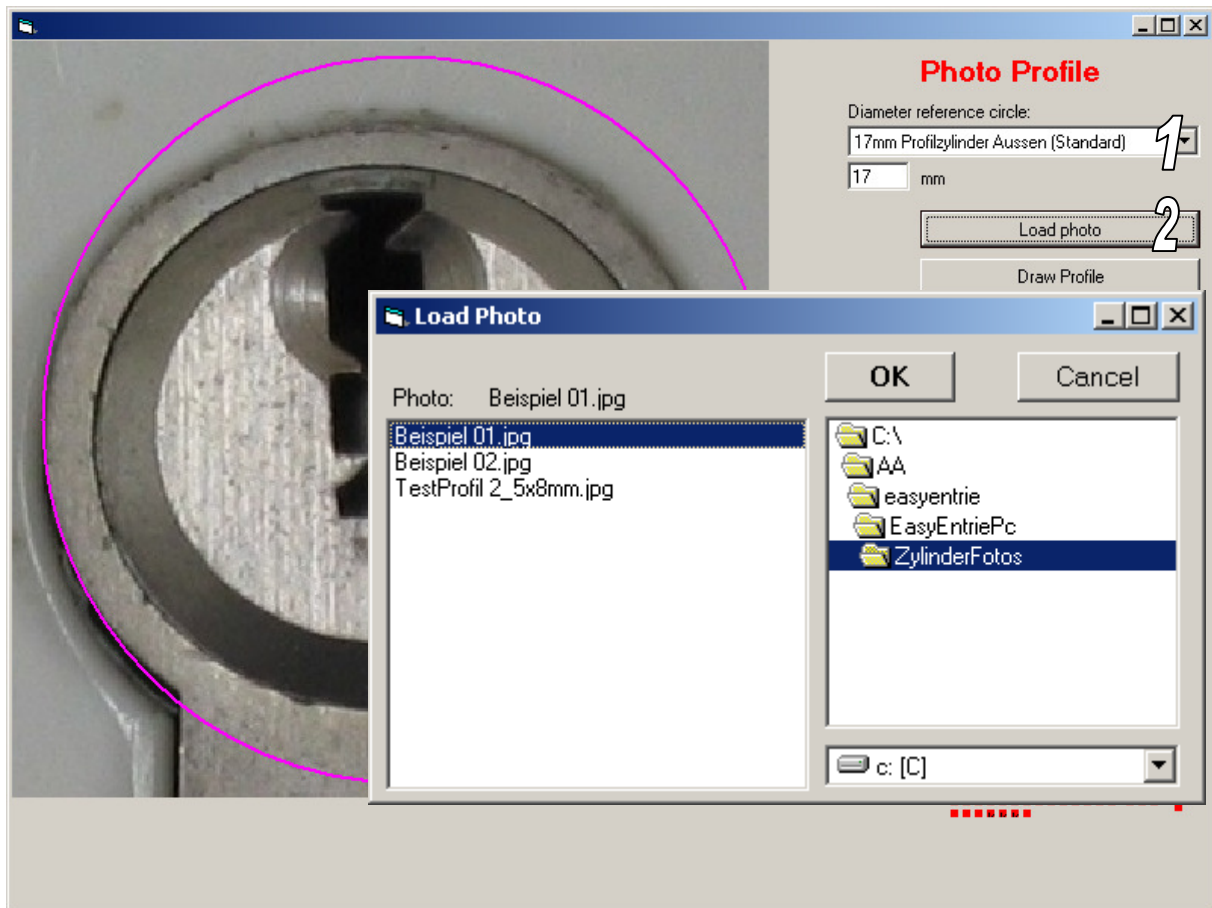 Photo Profile
Diameter reference circle:
17mm Profilzylinder Aussen (Standard)
1
17 mm
Load photo
2
Draw Profile
Load Photo
OK
Cancel
Photo: Beispiel 01.jpg
Beispiel 01.jpg
Beispiel 02.jpg
TestProfil 2_5x8mm.jpg
C:\
AA
easyentrie
EasyEntriePc
ZylinderFotos
c: [C]